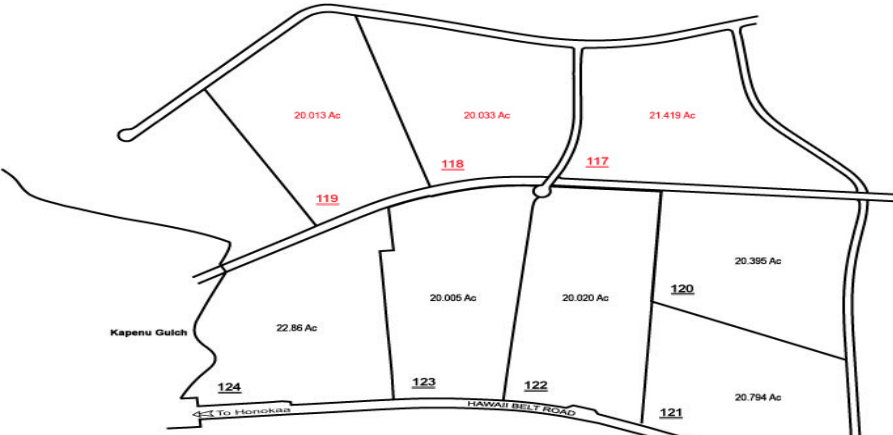 20.013 Ac
20.033 Ac
21.419 Ac
118
117
119
20.395 Ac
120
20.005 Ac
20.020 Ac
22.86 Ac
Kapenu Gulch
124
123
122
20.794 Ac
121
To Honokaa
HAWAII BELT ROAD